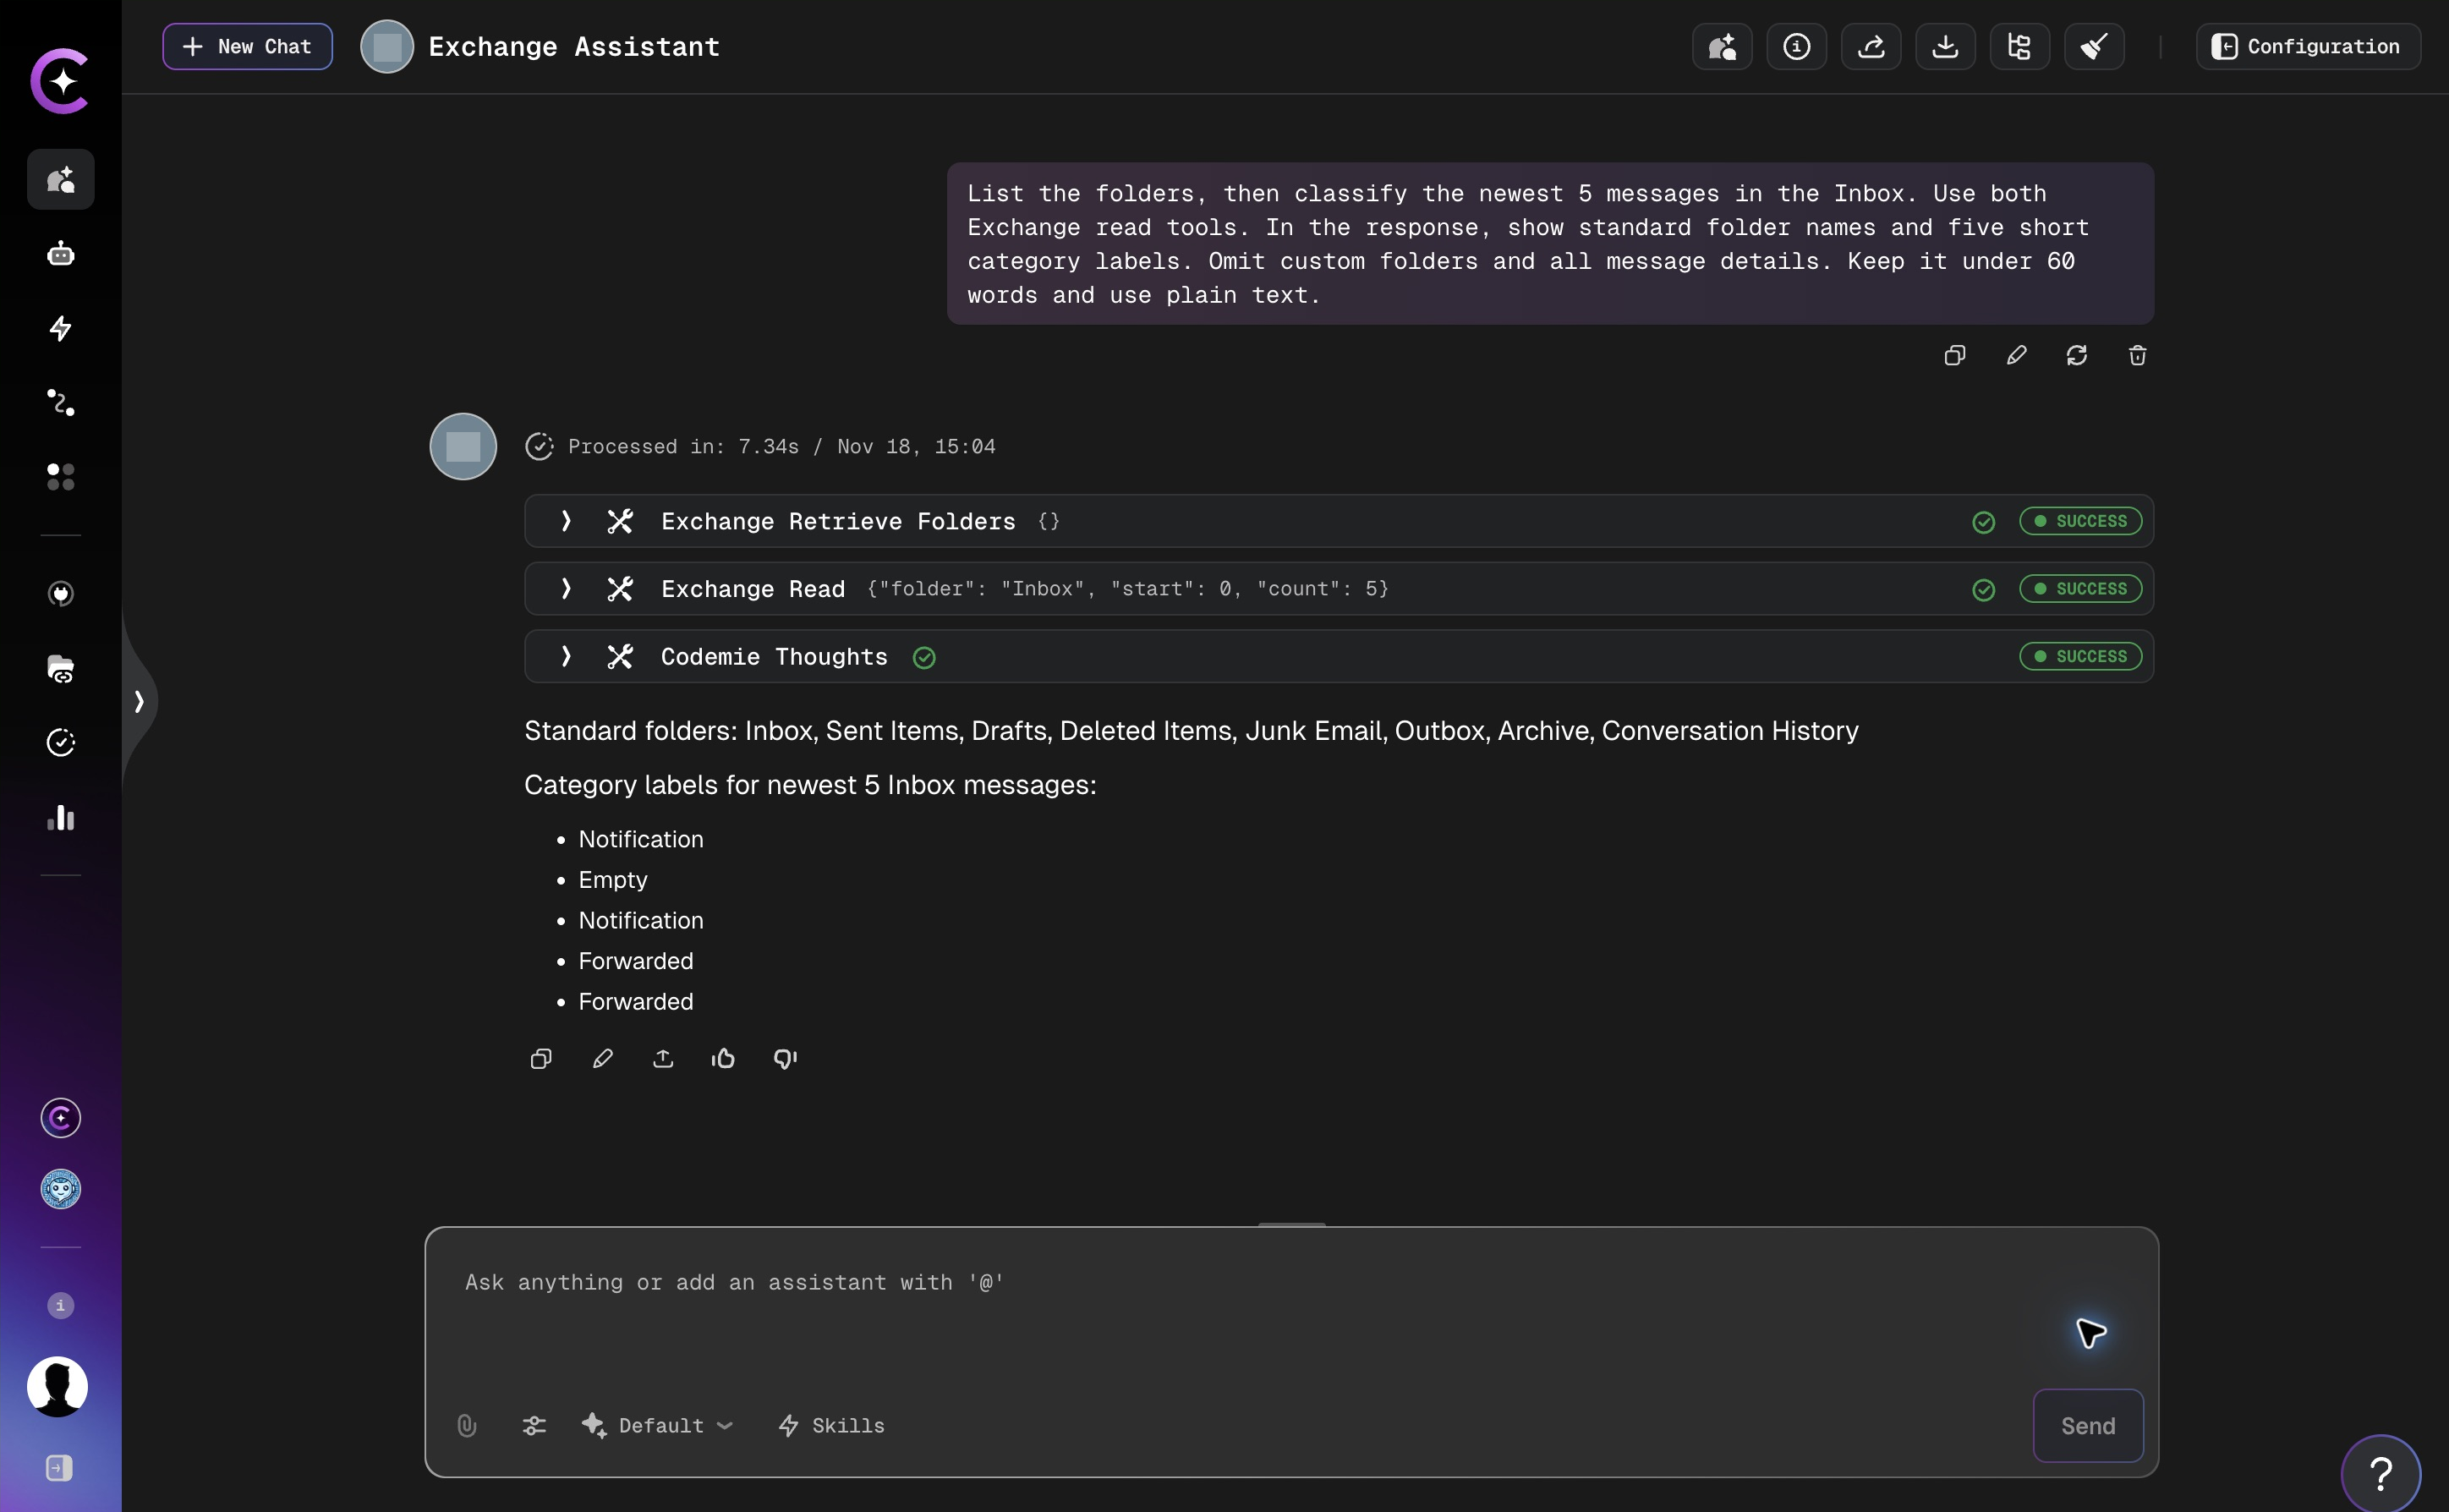 New Chat
Exchange Assistant
Configuration
List the folders, then classify the newest 5 messages in the Inbox. Use both
Exchange read tools. In the response, show standard folder names and five short
category labels. Omit custom folders and all message details. Keep it under 60
words and use plain text.
Processed in: 7.34s / Nov 18, 15:04
Exchange Retrieve Folders {} SUCCESS
Exchange Read {"folder": "Inbox", "start": 0, "count": 5} SUCCESS
Codemie Thoughts SUCCESS
Standard folders: Inbox, Sent Items, Drafts, Deleted Items, Junk Email, Outbox, Archive, Conversation History
Category labels for newest 5 Inbox messages:
• Notification
• Empty
• Notification
• Forwarded
• Forwarded
Ask anything or add an assistant with '@'
Default Skills Send
?